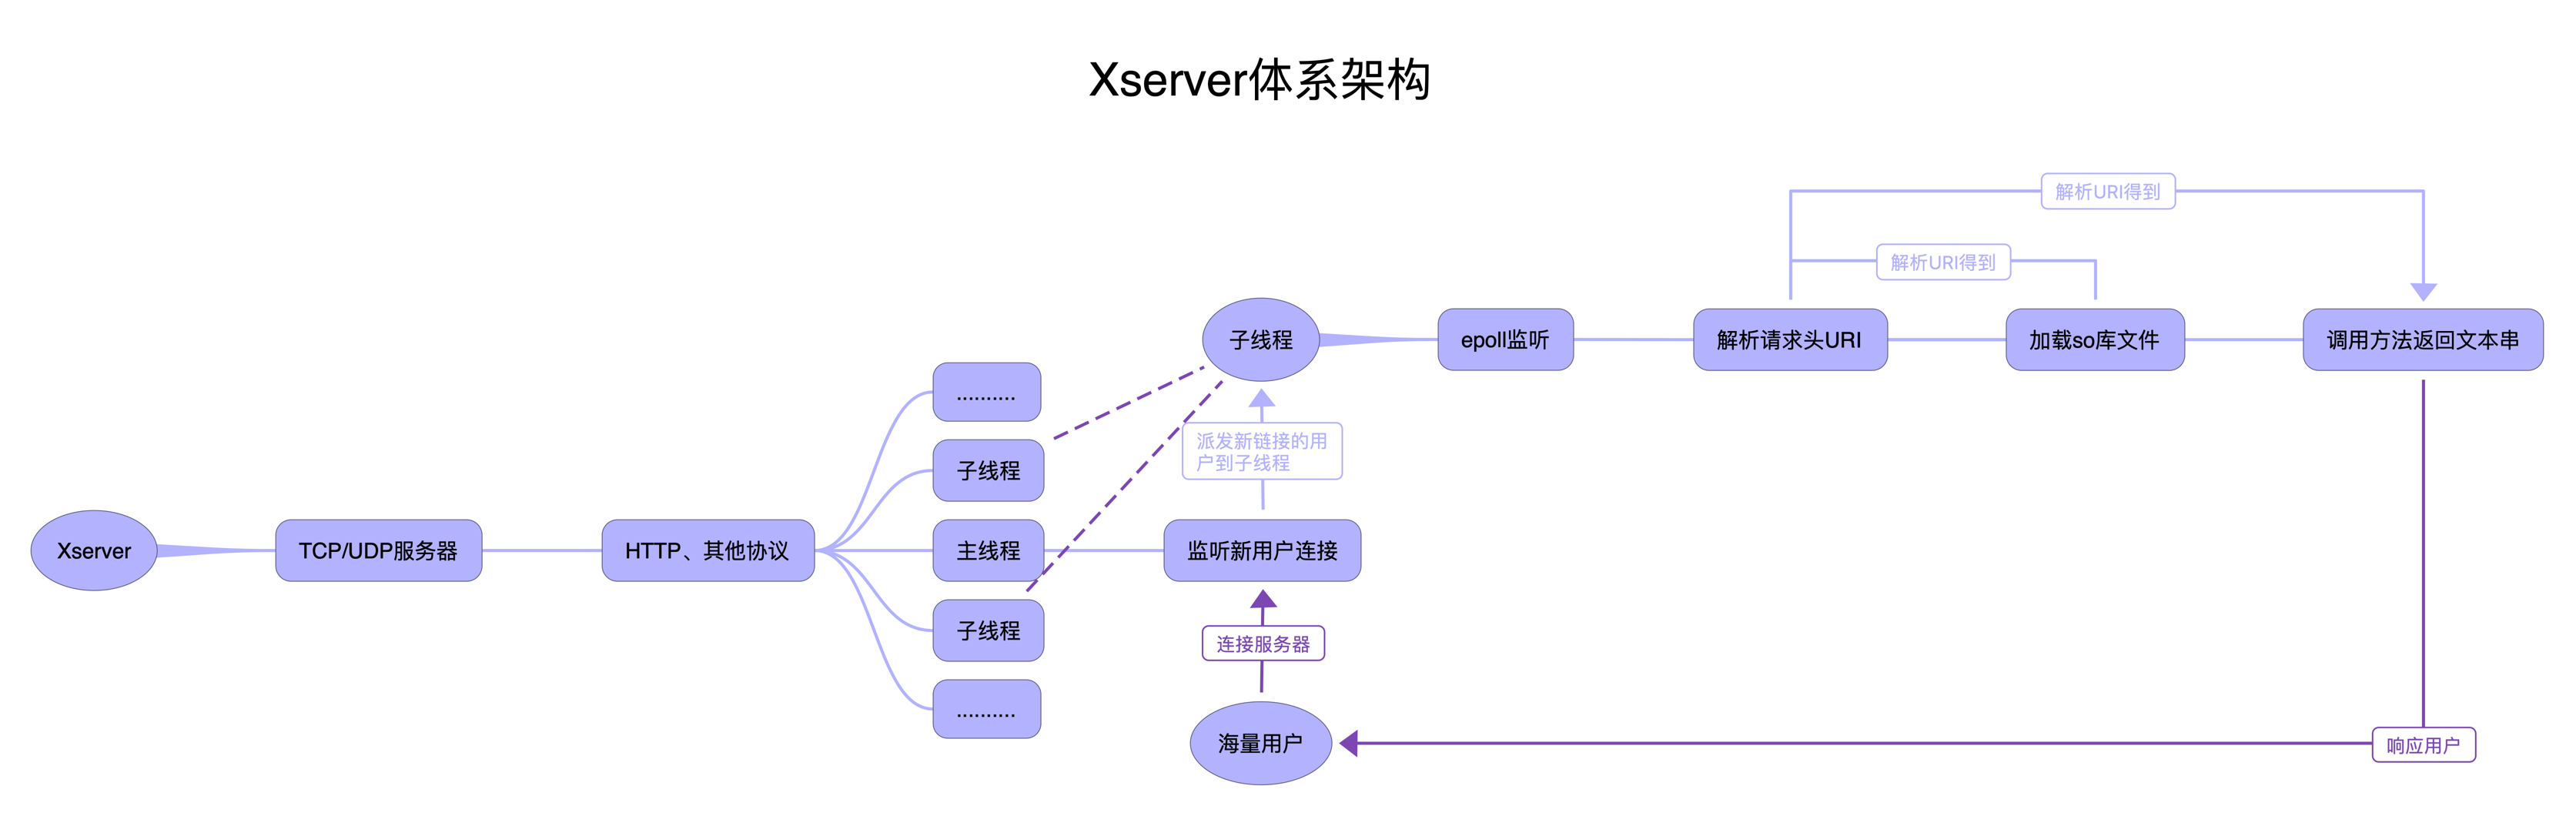 Xserver体系架构
解析URI得到
解析URI得到
子线程
epoll监听
解析请求头URI
加载so库文件
调用方法返回文本串
..........
子线程
派发新链接的用
户到子线程
Xserver
TCP/UDP服务器
HTTP、其他协议
主线程
监听新用户连接
子线程
连接服务器
..........
海量用户
响应用户